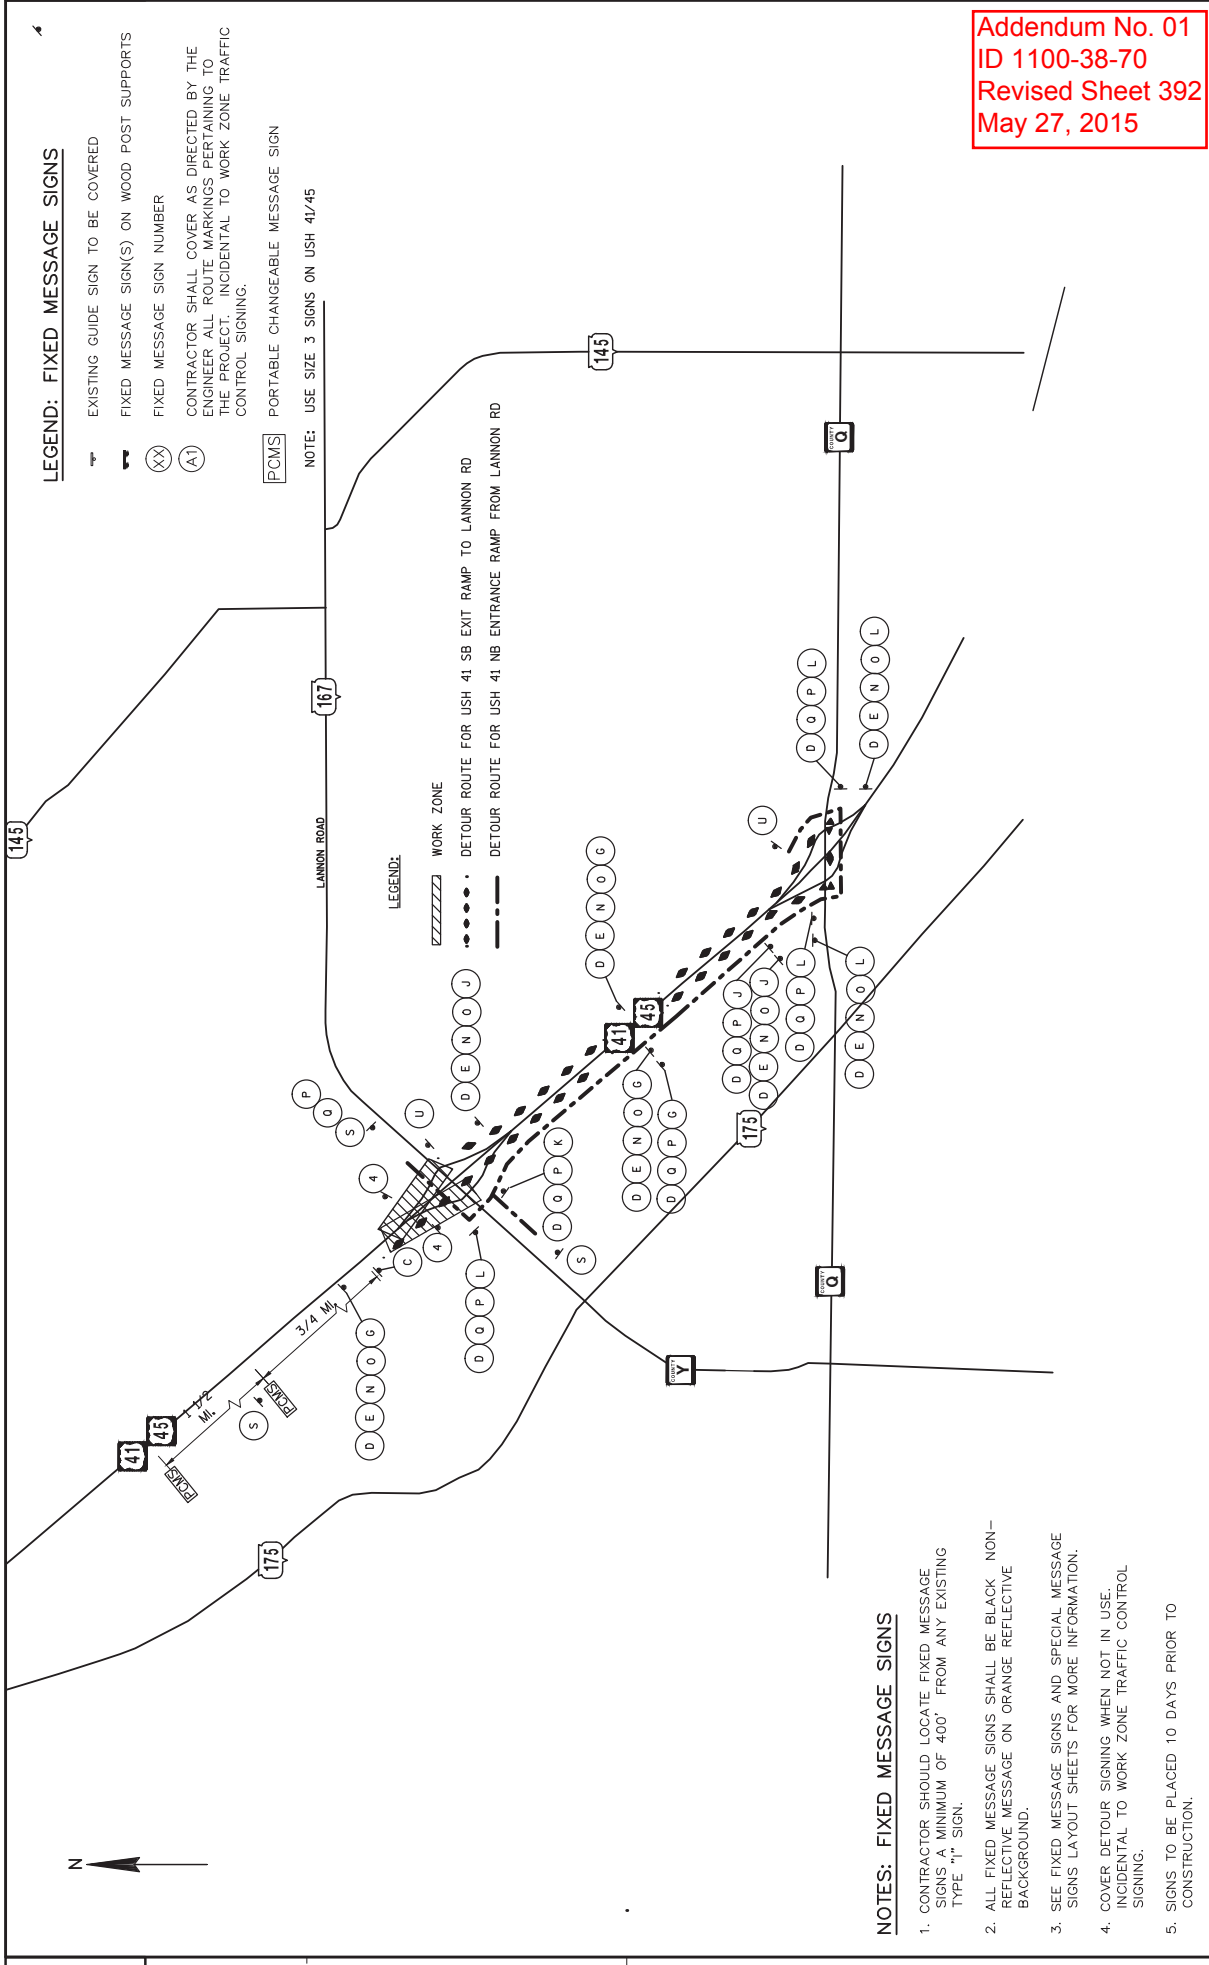 Addendum No. 01
ID 1100-38-70
Revised Sheet 392
May 27, 2015
LEGEND: FIXED MESSAGE SIGNS
EXISTING GUIDE SIGN TO BE COVERED
FIXED MESSAGE SIGN(S) ON WOOD POST SUPPORTS
XX FIXED MESSAGE SIGN NUMBER
A1 CONTRACTOR SHALL COVER AS DIRECTED BY THE
ENGINEER ALL ROUTE MARKINGS PERTAINING TO
THE PROJECT. INCIDENTAL TO WORK ZONE TRAFFIC
CONTROL SIGNING.
PCMS PORTABLE CHANGEABLE MESSAGE SIGN
NOTE: USE SIZE 3 SIGNS ON USH 41/45
LEGEND:
WORK ZONE
DETOUR ROUTE FOR USH 41 SB EXIT RAMP TO LANNON RD
DETOUR ROUTE FOR USH 41 NB ENTRANCE RAMP FROM LANNON RD
N
175
41
45
PCMS
1 1/2
MI.
S
PCMS
3/4 MI.
D E N O G
C
4
4
D Q P L
S
D Q P K
P
Q
S
U
D E N O J
LANNON ROAD
167
145
145
D E N O G
41
45
D E N O G
D Q P G
175
D Q P J
D E N O J
D Q P L
D E N O L
U
D Q P L
D E N O L
COUNTY
Y
COUNTY
Q
COUNTY
Q
NOTES: FIXED MESSAGE SIGNS
1. CONTRACTOR SHOULD LOCATE FIXED MESSAGE
SIGNS A MINIMUM OF 400' FROM ANY EXISTING
TYPE "I" SIGN.
2. ALL FIXED MESSAGE SIGNS SHALL BE BLACK NON-
REFLECTIVE MESSAGE ON ORANGE REFLECTIVE
BACKGROUND.
3. SEE FIXED MESSAGE SIGNS AND SPECIAL MESSAGE
SIGNS LAYOUT SHEETS FOR MORE INFORMATION.
4. COVER DETOUR SIGNING WHEN NOT IN USE.
INCIDENTAL TO WORK ZONE TRAFFIC CONTROL
SIGNING.
5. SIGNS TO BE PLACED 10 DAYS PRIOR TO
CONSTRUCTION.